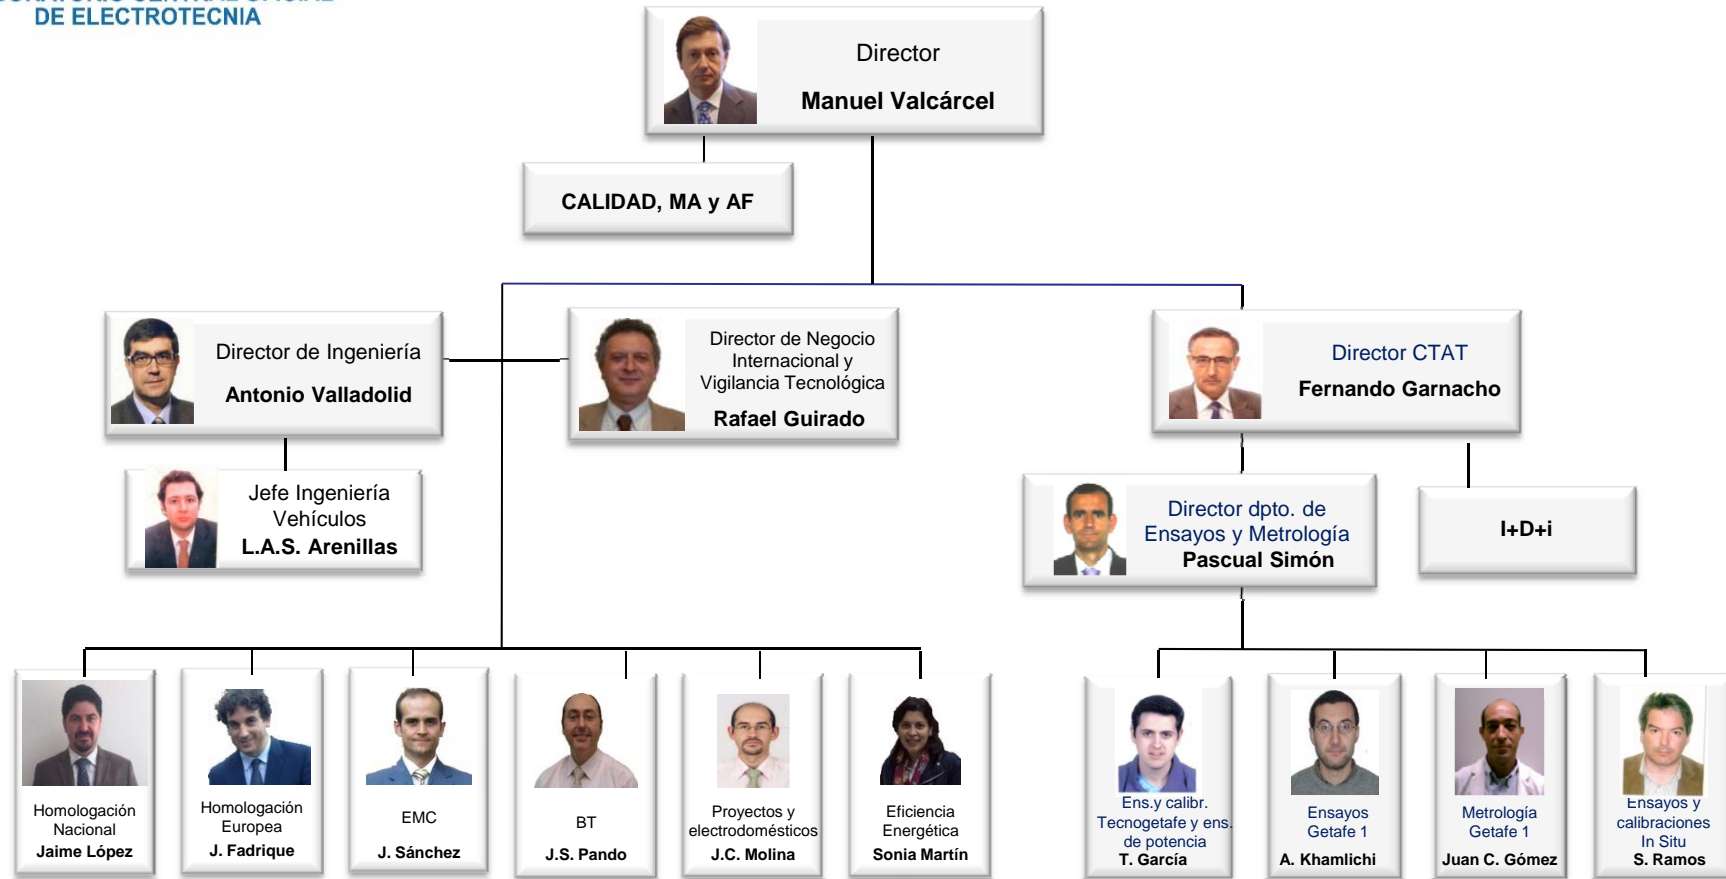 DE ELECTROTECNIA
Director
Manuel Valcárcel
CALIDAD, MA y AF
Director de Ingeniería
Antonio Valladolid
Director de Negocio
Internacional y
Vigilancia Tecnológica
Rafael Guirado
Director CTAT
Fernando Garnacho
Jefe Ingeniería
Vehículos
L.A.S. Arenillas
Director dpto. de
Ensayos y Metrología
Pascual Simón
I+D+i
Homologación
Nacional
Jaime López
Homologación
Europea
J. Fadrique
EMC
J. Sánchez
BT
J.S. Pando
Proyectos y
electrodomésticos
J.C. Molina
Eficiencia
Energética
Sonia Martín
Ens.y calibr.
Tecnogetafe y ens.
de potencia
T. García
Ensayos
Getafe 1
A. Khamlichi
Metrología
Getafe 1
Juan C. Gómez
Ensayos y
calibraciones
In Situ
S. Ramos